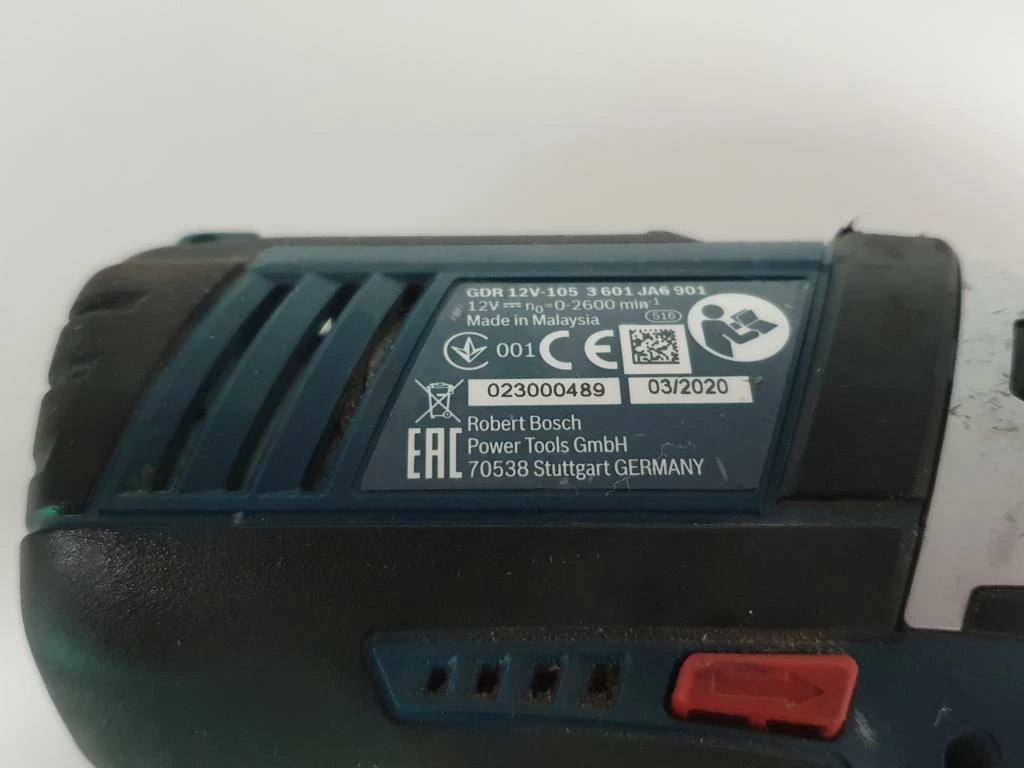 GDR 12V-105 3 601 JA6 901
12V ⎓ n₀=0-2600 min⁻¹
Made in Malaysia 516
001 CE
023000489 03/2020
EAC
Robert Bosch
Power Tools GmbH
70538 Stuttgart GERMANY